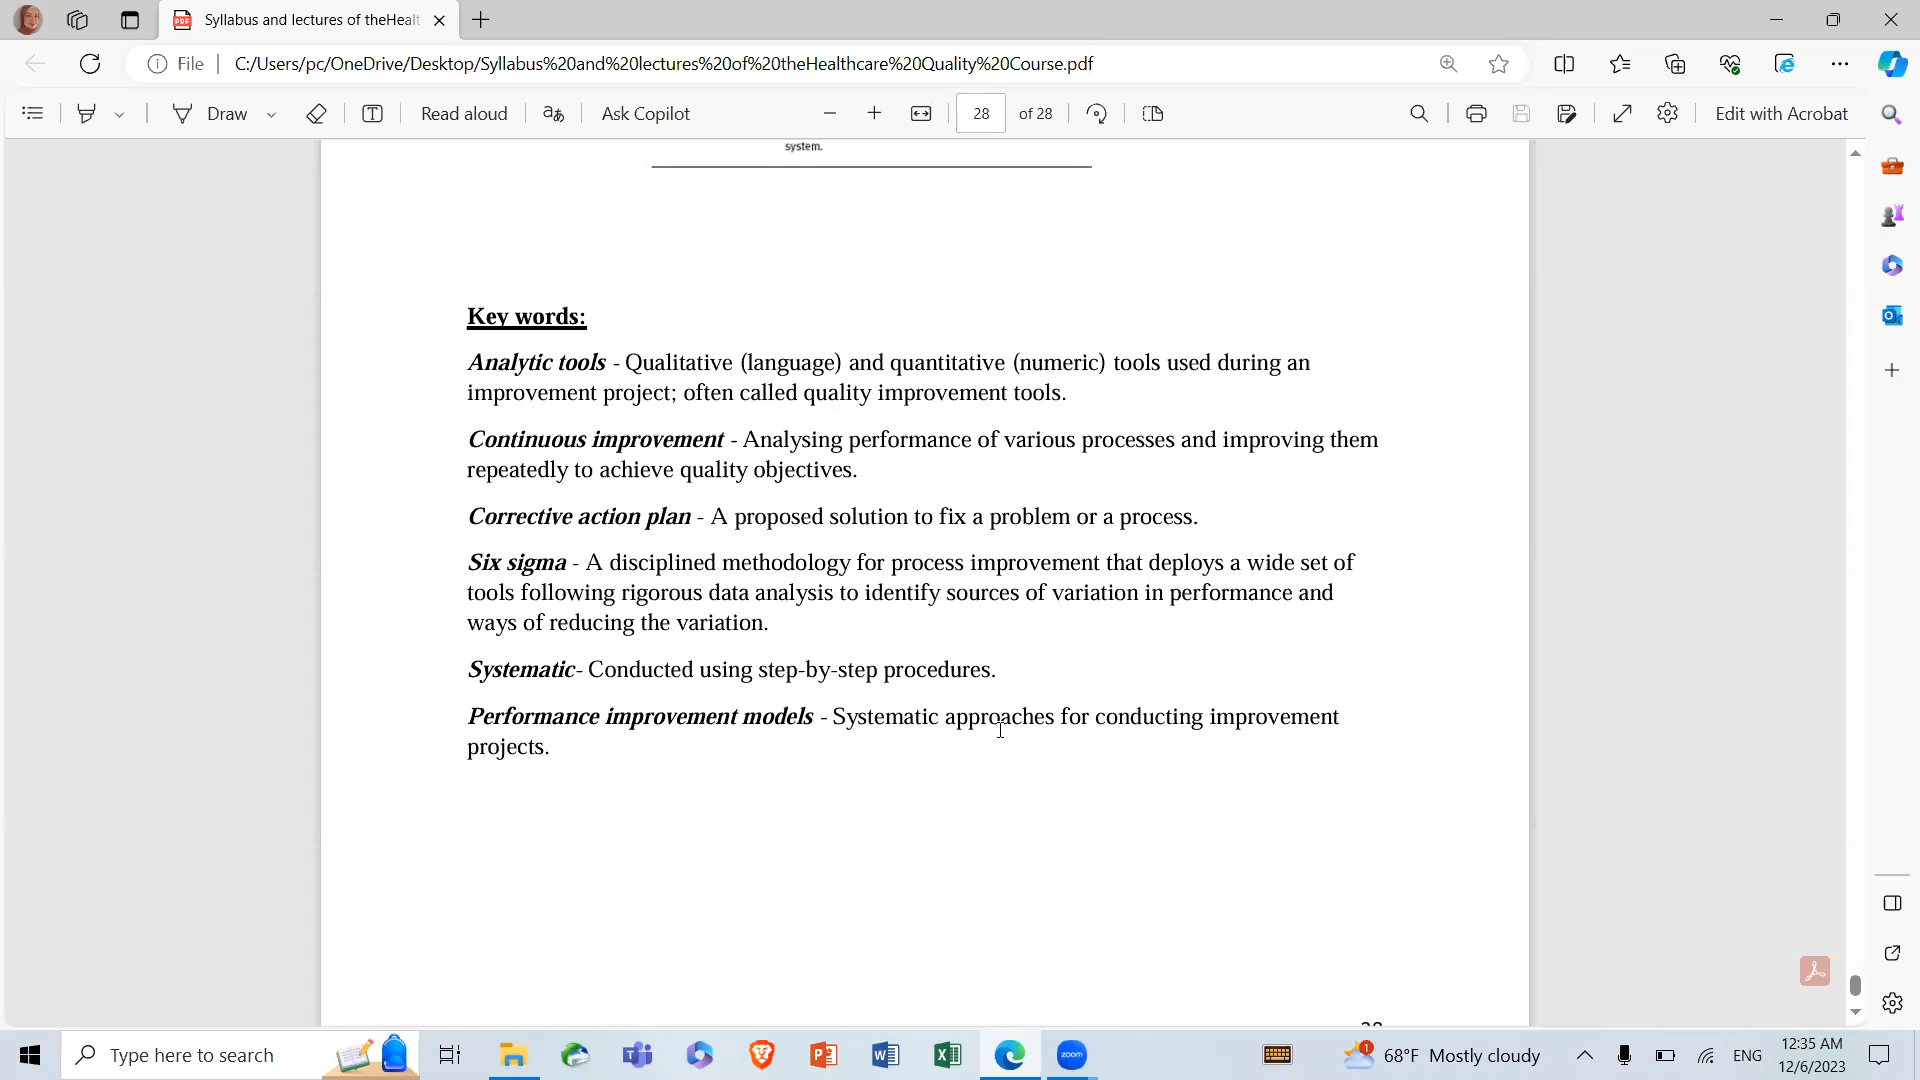 Syllabus and lectures of theHealt
File
C:/Users/pc/OneDrive/Desktop/Syllabus%20and%20lectures%20of%20theHealthcare%20Quality%20Course.pdf
Draw
Read aloud
Ask Copilot
28
of 28
Edit with Acrobat
system.
Key words:
Analytic tools - Qualitative (language) and quantitative (numeric) tools used during an
improvement project; often called quality improvement tools.
Continuous improvement - Analysing performance of various processes and improving them
repeatedly to achieve quality objectives.
Corrective action plan - A proposed solution to fix a problem or a process.
Six sigma - A disciplined methodology for process improvement that deploys a wide set of
tools following rigorous data analysis to identify sources of variation in performance and
ways of reducing the variation.
Systematic- Conducted using step-by-step procedures.
Performance improvement models - Systematic approaches for conducting improvement
projects.
Type here to search
zoom
1
68°F Mostly cloudy
ENG
12:35 AM
12/6/2023